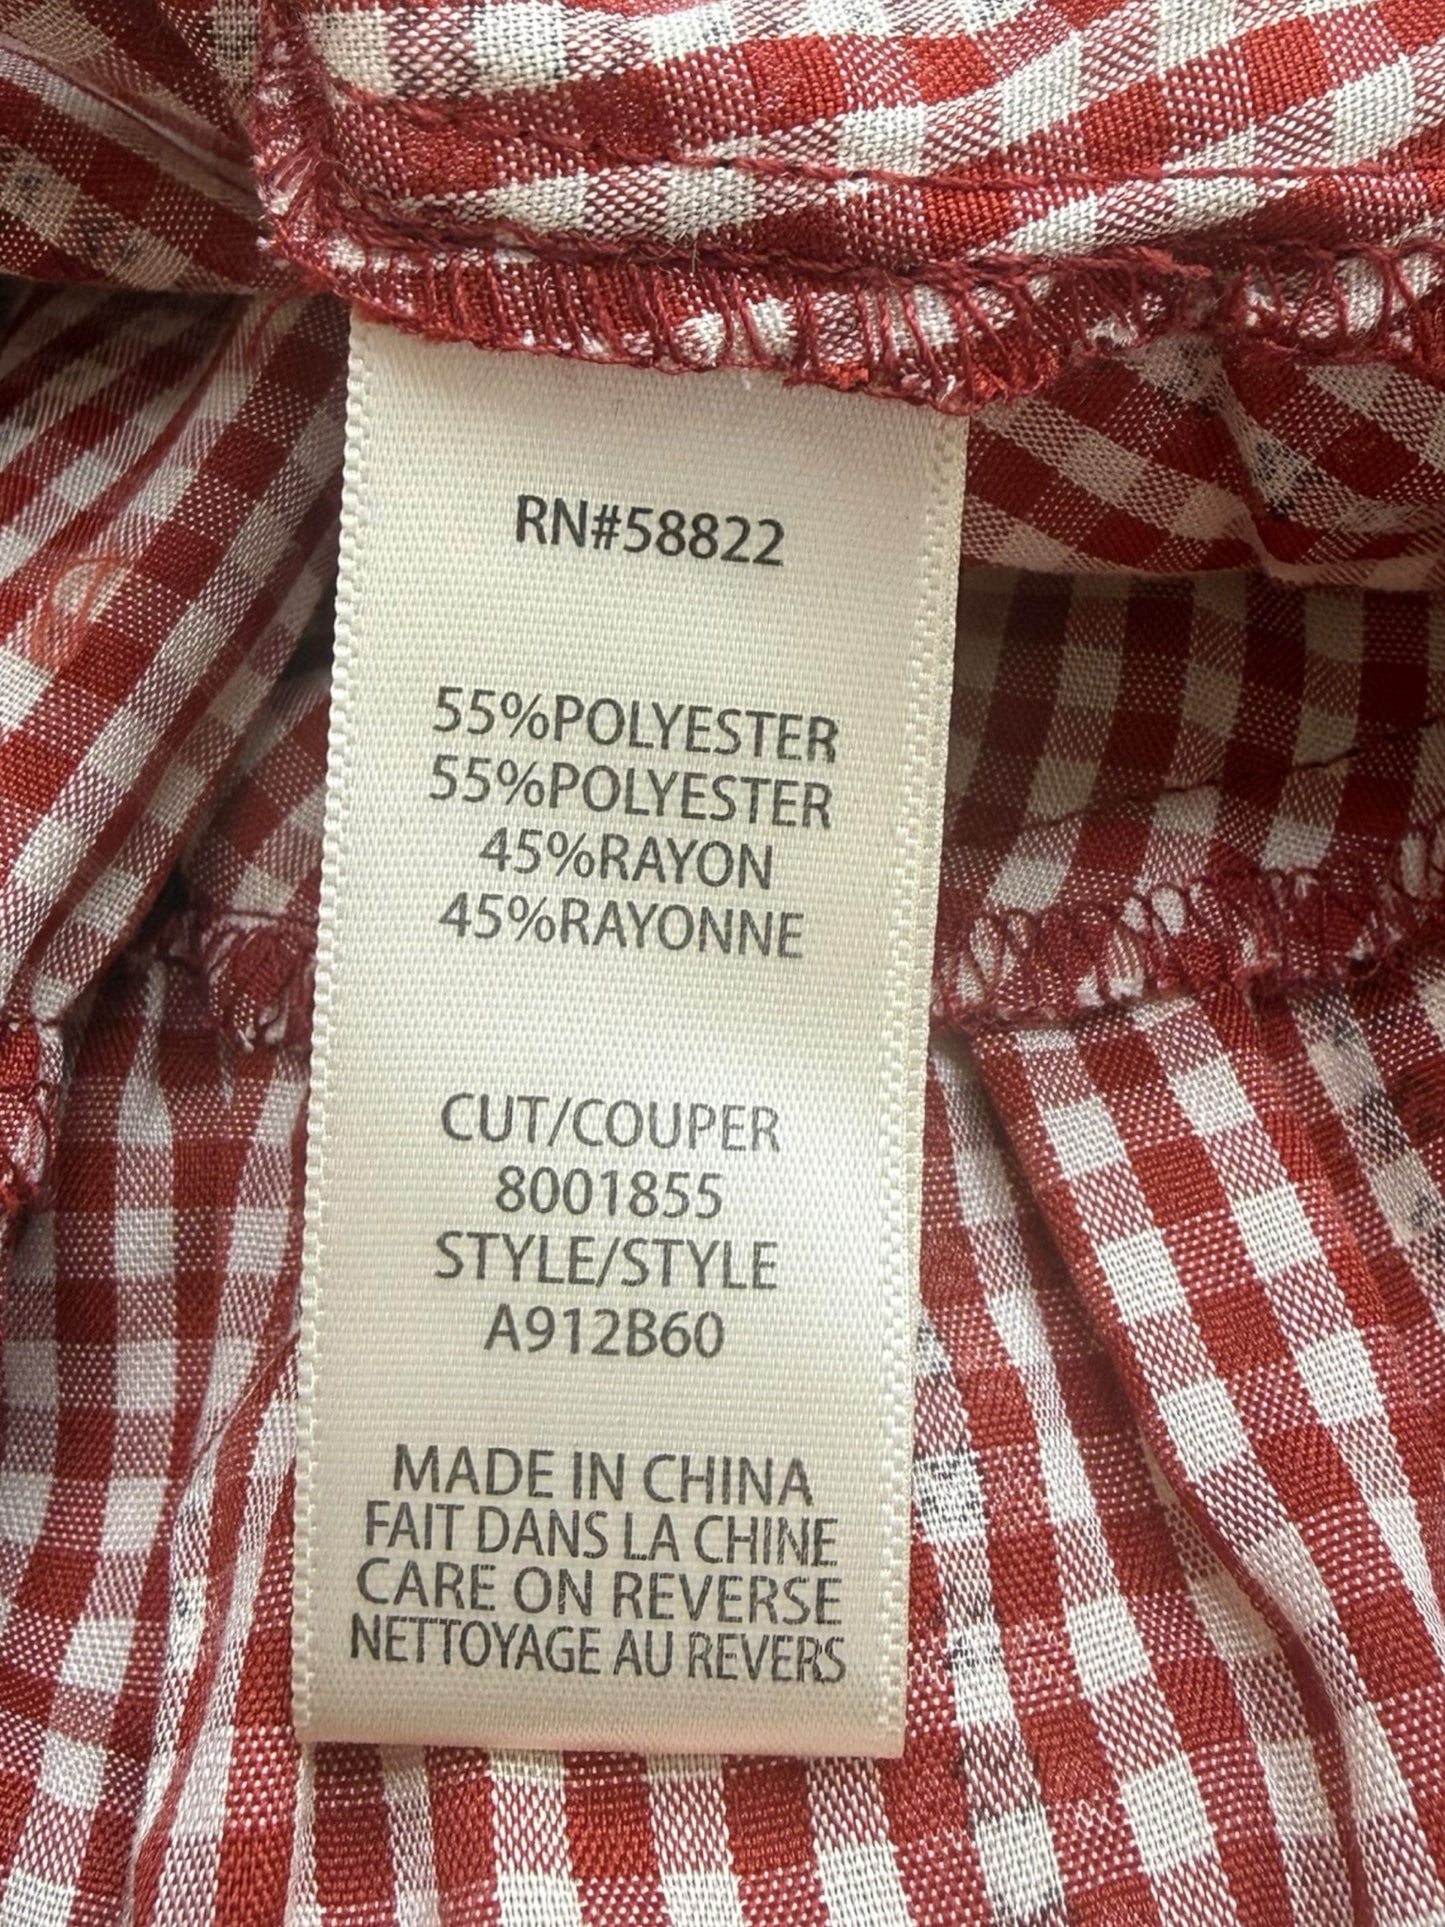 RN#58822
55%POLYESTER
55%POLYESTER
45%RAYON
45%RAYONNE
CUT/COUPER
8001855
STYLE/STYLE
A912B60
MADE IN CHINA
FAIT DANS LA CHINE
CARE ON REVERSE
NETTOYAGE AU REVERS